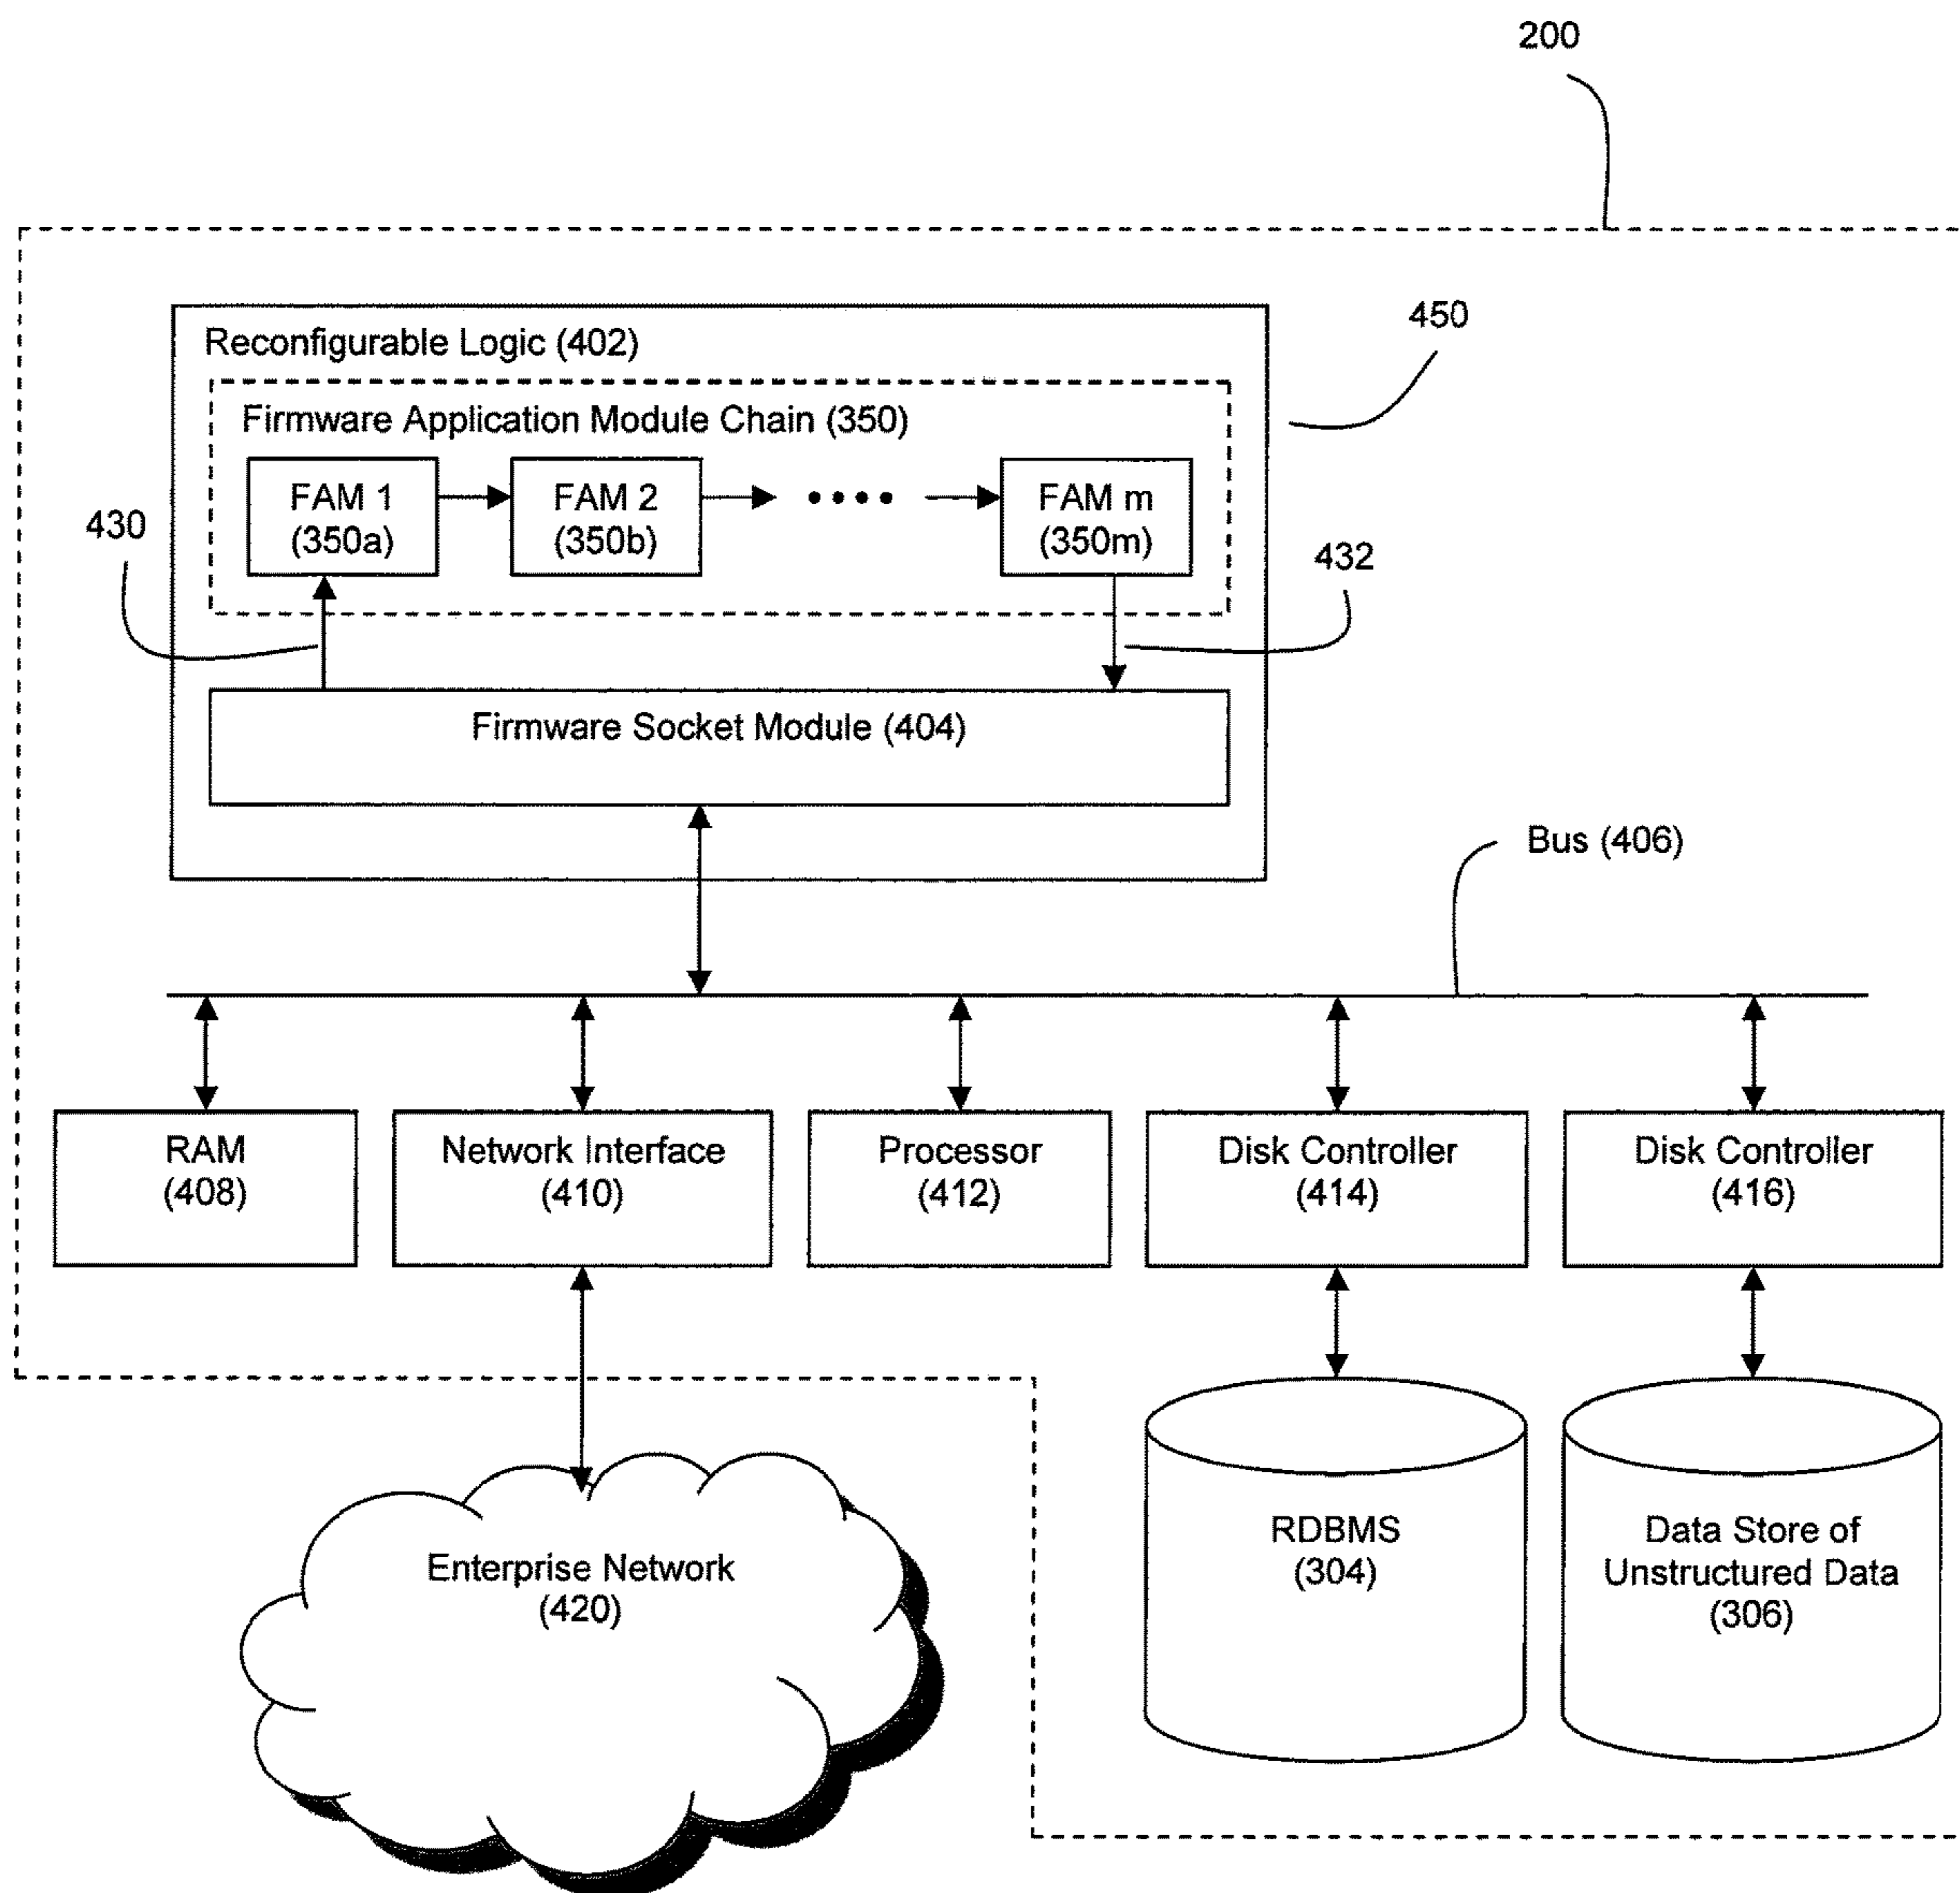 200
450
Reconfigurable Logic (402)
Firmware Application Module Chain (350)
FAM 1
(350a)
FAM 2
(350b)
FAM m
(350m)
430
432
Firmware Socket Module (404)
Bus (406)
RAM
(408)
Network Interface
(410)
Processor
(412)
Disk Controller
(414)
Disk Controller
(416)
Enterprise Network
(420)
RDBMS
(304)
Data Store of
Unstructured Data
(306)